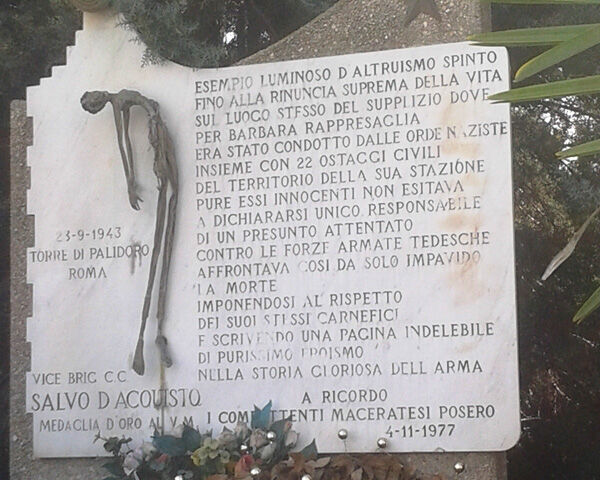 ESEMPIO LUMINOSO D ALTRUISMO SPINTO
FINO ALLA RINUNCIA SUPREMA DELLA VITA
SUL LUOGO STESSO DEL SUPPLIZIO DOVE
PER BARBARA RAPPRESAGLIA
ERA STATO CONDOTTO DALLE ORDE NAZISTE
INSIEME CON 22 OSTAGGI CIVILI
DEL TERRITORIO DELLA SUA STAZIONE
PURE ESSI INNOCENTI NON ESITAVA
A DICHIARARSI UNICO RESPONSABILE
DI UN PRESUNTO ATTENTATO
CONTRO LE FORZE ARMATE TEDESCHE
AFFRONTAVA COSI DA SOLO IMPAVIDO
LA MORTE
IMPONENDOSI AL RISPETTO
DEI SUOI STESSI CARNEFICI
E SCRIVENDO UNA PAGINA INDELEBILE
DI PURISSIMO EROISMO
NELLA STORIA GLORIOSA DELL ARMA
23-9-1943
TORRE DI PALIDORO
ROMA
VICE BRIG C C
SALVO D ACQUISTO
MEDAGLIA D'ORO AL V.M.
A RICORDO
I COMBATTENTI MACERATESI POSERO
4-11-1977